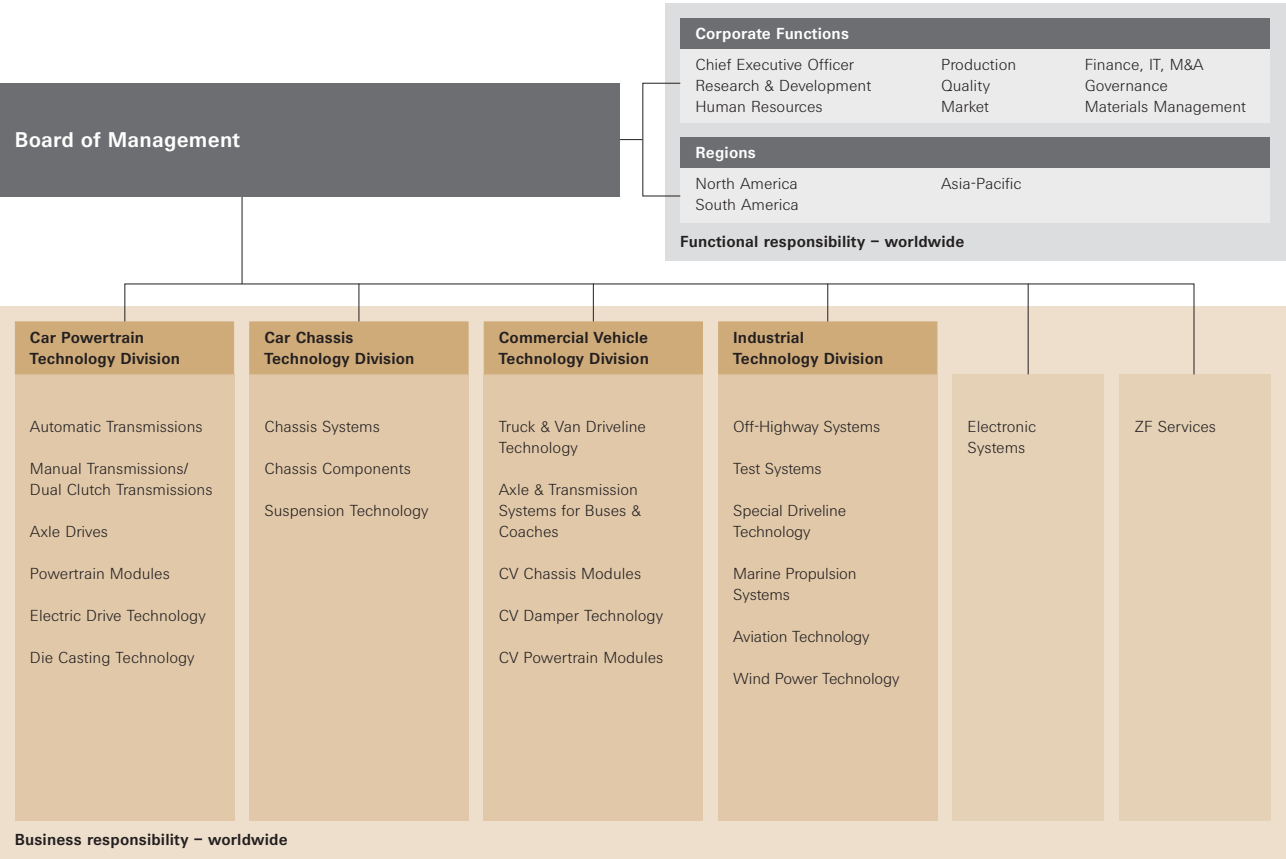 Corporate Functions
Chief Executive Officer
Research & Development
Human Resources
Production
Quality
Market
Finance, IT, M&A
Governance
Materials Management
Board of Management
Regions
North America
South America
Asia-Pacific
Functional responsibility – worldwide
Car Powertrain
Technology Division
Automatic Transmissions
Manual Transmissions/
Dual Clutch Transmissions
Axle Drives
Powertrain Modules
Electric Drive Technology
Die Casting Technology
Car Chassis
Technology Division
Chassis Systems
Chassis Components
Suspension Technology
Commercial Vehicle
Technology Division
Truck & Van Driveline
Technology
Axle & Transmission
Systems for Buses &
Coaches
CV Chassis Modules
CV Damper Technology
CV Powertrain Modules
Industrial
Technology Division
Off-Highway Systems
Test Systems
Special Driveline
Technology
Marine Propulsion
Systems
Aviation Technology
Wind Power Technology
Electronic
Systems
ZF Services
Business responsibility – worldwide